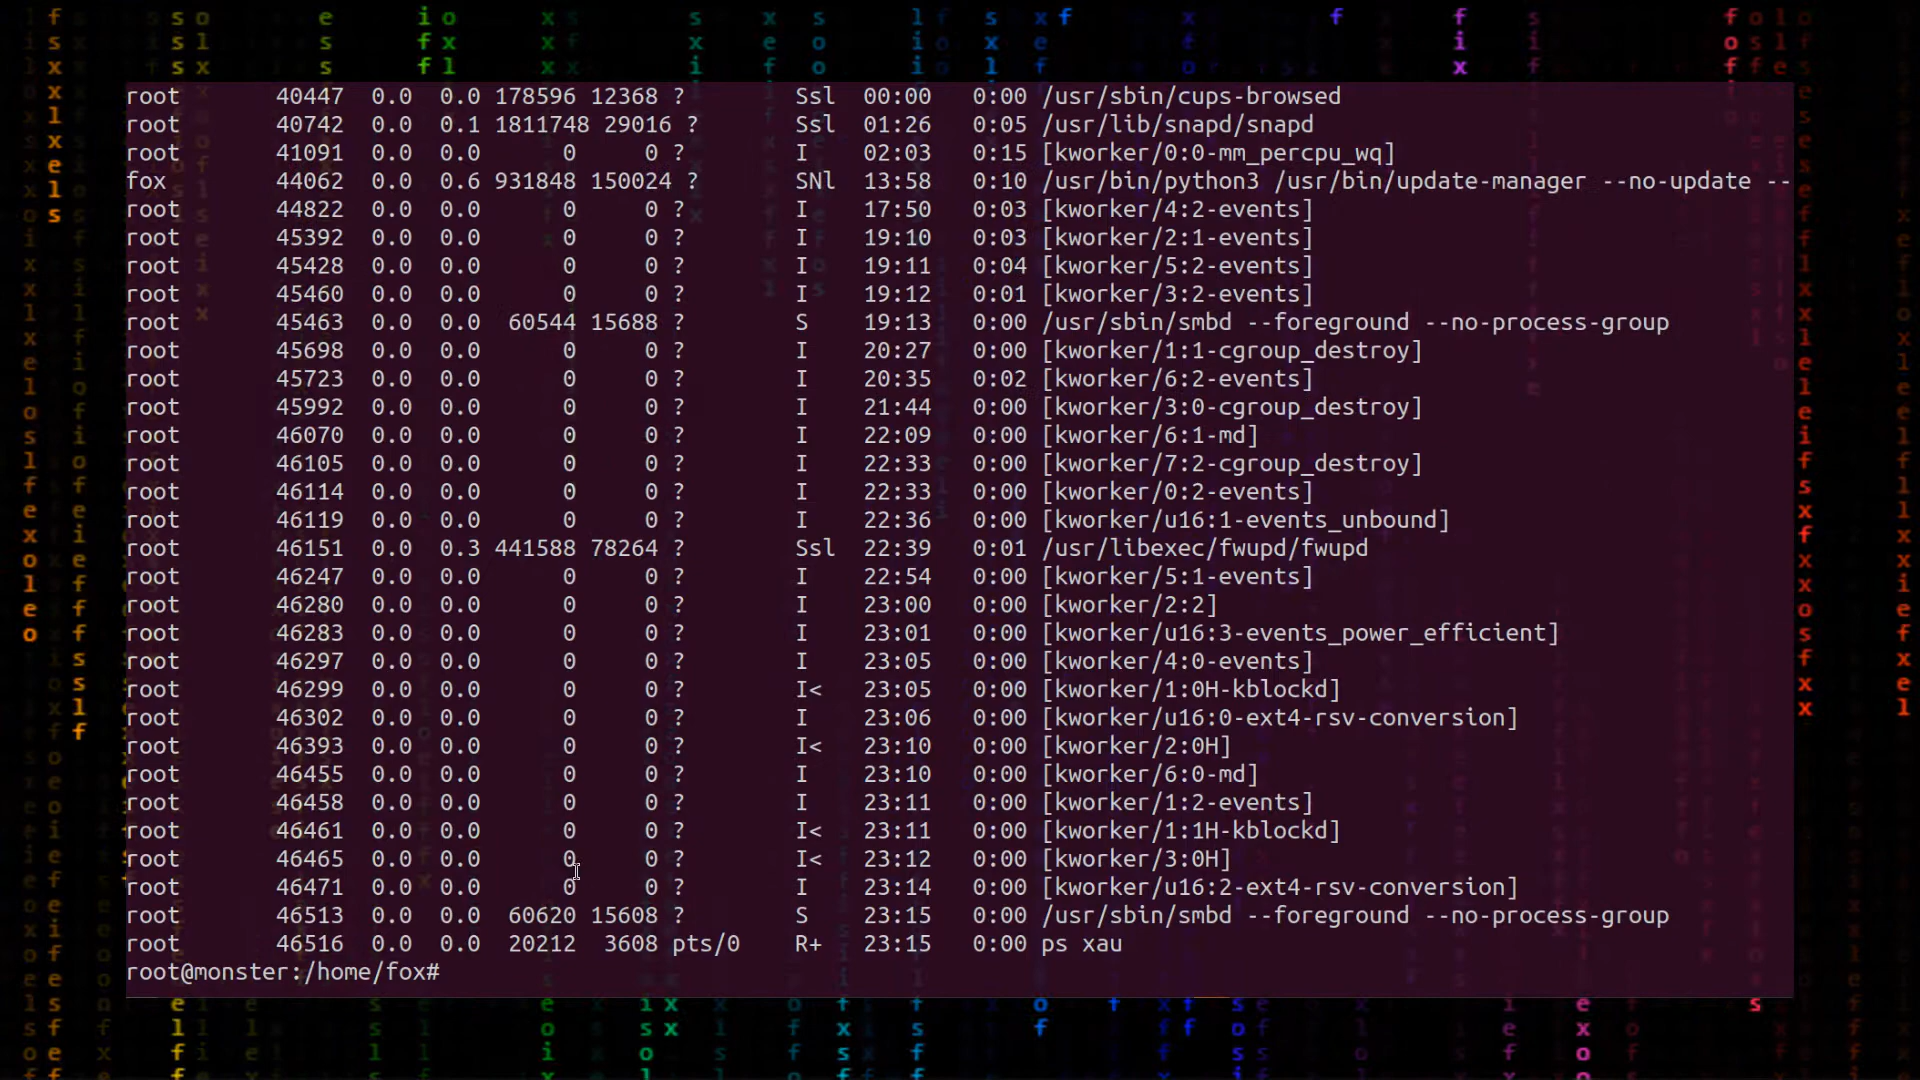 root 40447 0.0 0.0 178596 12368 ? Ssl 00:00 0:00 /usr/sbin/cups-browsed
root 40742 0.0 0.1 1811748 29016 ? Ssl 01:26 0:05 /usr/lib/snapd/snapd
root 41091 0.0 0.0 0 0 ? I 02:03 0:15 [kworker/0:0-mm_percpu_wq]
fox 44062 0.0 0.6 931848 150024 ? SNl 13:58 0:10 /usr/bin/python3 /usr/bin/update-manager --no-update --
root 44822 0.0 0.0 0 0 ? I 17:50 0:03 [kworker/4:2-events]
root 45392 0.0 0.0 0 0 ? I 19:10 0:03 [kworker/2:1-events]
root 45428 0.0 0.0 0 0 ? I 19:11 0:04 [kworker/5:2-events]
root 45460 0.0 0.0 0 0 ? I 19:12 0:01 [kworker/3:2-events]
root 45463 0.0 0.0 60544 15688 ? S 19:13 0:00 /usr/sbin/smbd --foreground --no-process-group
root 45698 0.0 0.0 0 0 ? I 20:27 0:00 [kworker/1:1-cgroup_destroy]
root 45723 0.0 0.0 0 0 ? I 20:35 0:02 [kworker/6:2-events]
root 45992 0.0 0.0 0 0 ? I 21:44 0:00 [kworker/3:0-cgroup_destroy]
root 46070 0.0 0.0 0 0 ? I 22:09 0:00 [kworker/6:1-md]
root 46105 0.0 0.0 0 0 ? I 22:33 0:00 [kworker/7:2-cgroup_destroy]
root 46114 0.0 0.0 0 0 ? I 22:33 0:00 [kworker/0:2-events]
root 46119 0.0 0.0 0 0 ? I 22:36 0:00 [kworker/u16:1-events_unbound]
root 46151 0.0 0.3 441588 78264 ? Ssl 22:39 0:01 /usr/libexec/fwupd/fwupd
root 46247 0.0 0.0 0 0 ? I 22:54 0:00 [kworker/5:1-events]
root 46280 0.0 0.0 0 0 ? I 23:00 0:00 [kworker/2:2]
root 46283 0.0 0.0 0 0 ? I 23:01 0:00 [kworker/u16:3-events_power_efficient]
root 46297 0.0 0.0 0 0 ? I 23:05 0:00 [kworker/4:0-events]
root 46299 0.0 0.0 0 0 ? I< 23:05 0:00 [kworker/1:0H-kblockd]
root 46302 0.0 0.0 0 0 ? I 23:06 0:00 [kworker/u16:0-ext4-rsv-conversion]
root 46393 0.0 0.0 0 0 ? I< 23:10 0:00 [kworker/2:0H]
root 46455 0.0 0.0 0 0 ? I 23:10 0:00 [kworker/6:0-md]
root 46458 0.0 0.0 0 0 ? I 23:11 0:00 [kworker/1:2-events]
root 46461 0.0 0.0 0 0 ? I< 23:11 0:00 [kworker/1:1H-kblockd]
root 46465 0.0 0.0 0 0 ? I< 23:12 0:00 [kworker/3:0H]
root 46471 0.0 0.0 0 0 ? I 23:14 0:00 [kworker/u16:2-ext4-rsv-conversion]
root 46513 0.0 0.0 60620 15608 ? S 23:15 0:00 /usr/sbin/smbd --foreground --no-process-group
root 46516 0.0 0.0 20212 3608 pts/0 R+ 23:15 0:00 ps xau
root@monster:/home/fox#